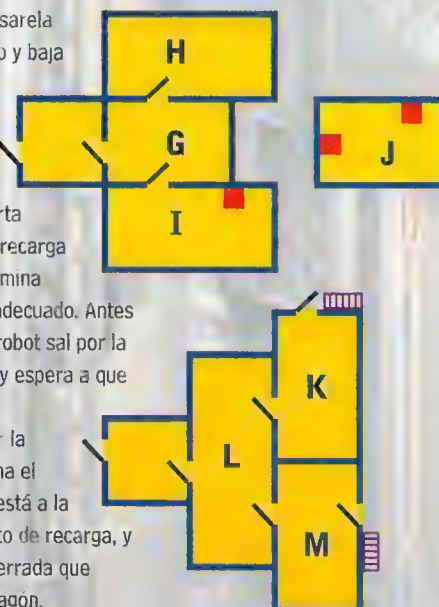 sarela
o y baja
H
G
I
J
rta
recarga
mina
adecuado. Antes
robot sal por la
y espera a que
r la
na el
está a la
to de recarga, y
errada que
agón.
K
L
M